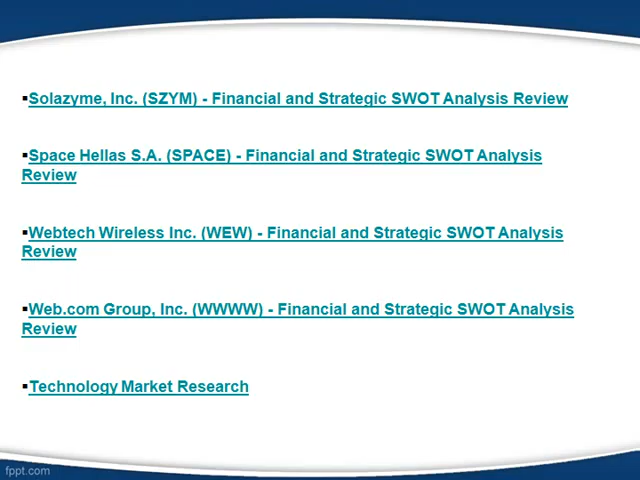 ▪Solazyme, Inc. (SZYM) - Financial and Strategic SWOT Analysis Review
▪Space Hellas S.A. (SPACE) - Financial and Strategic SWOT Analysis
Review
▪Webtech Wireless Inc. (WEW) - Financial and Strategic SWOT Analysis
Review
▪Web.com Group, Inc. (WWWW) - Financial and Strategic SWOT Analysis
Review
▪Technology Market Research
fppt.com